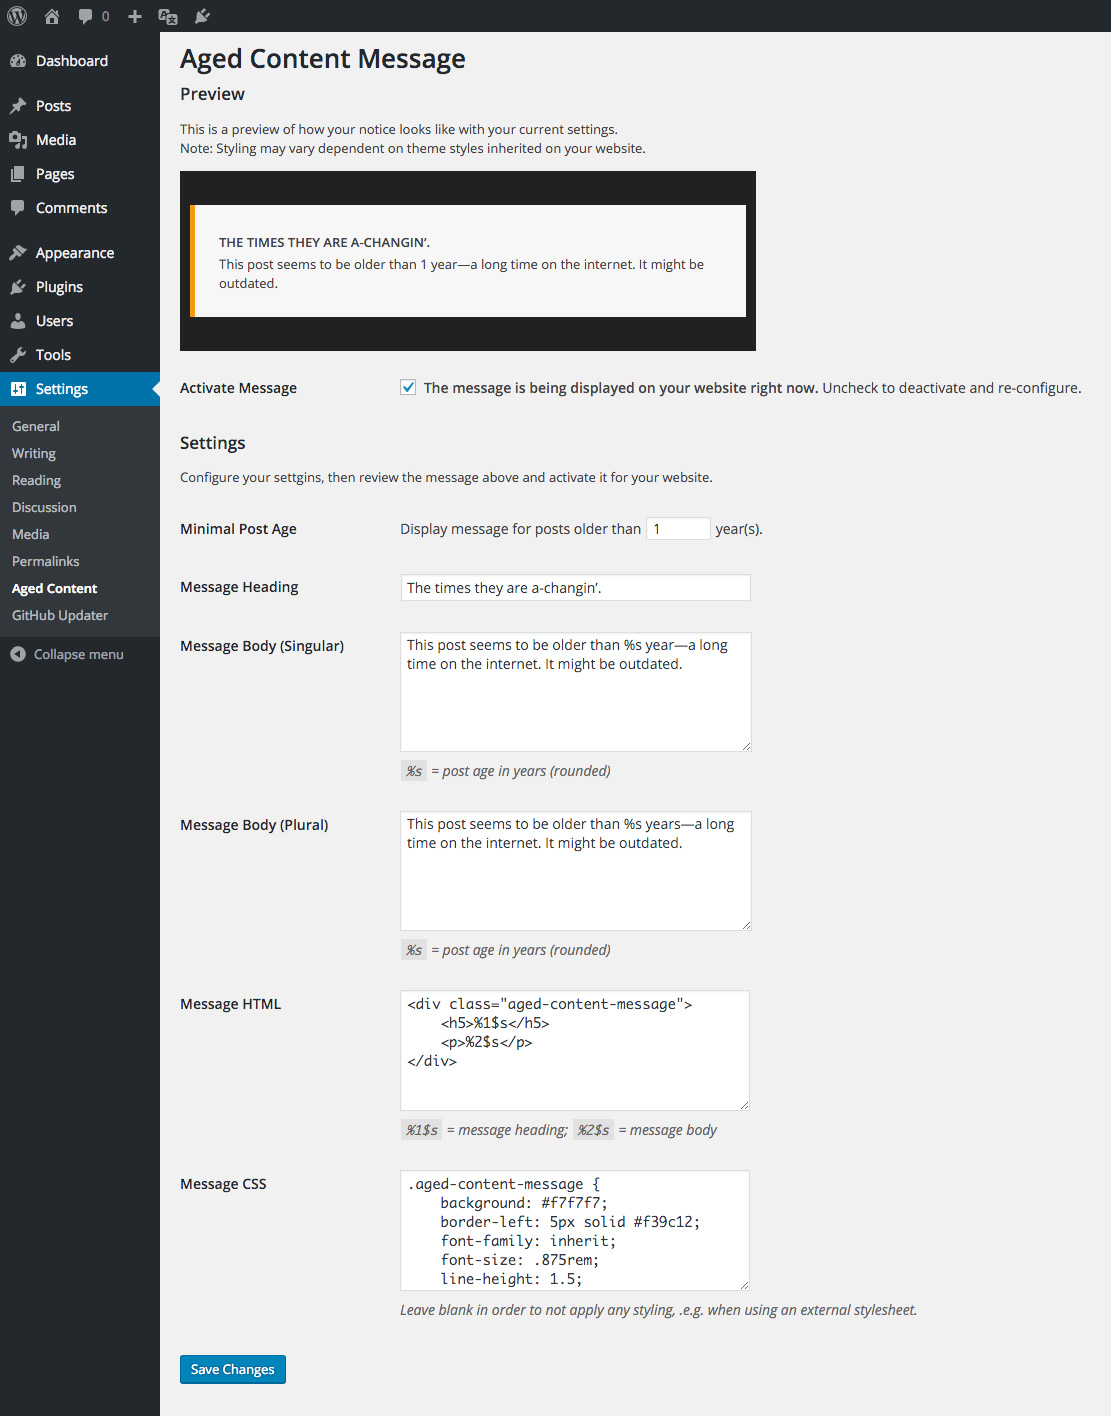 0
Dashboard
Posts
Media
Pages
Comments
Appearance
Plugins
Users
Tools
Settings
General
Writing
Reading
Discussion
Media
Permalinks
Aged Content
GitHub Updater
Collapse menu
Aged Content Message
Preview
This is a preview of how your notice looks like with your current settings.
Note: Styling may vary dependent on theme styles inherited on your website.
THE TIMES THEY ARE A-CHANGIN’.
This post seems to be older than 1 year—a long time on the internet. It might be
outdated.
Activate Message
The message is being displayed on your website right now. Uncheck to deactivate and re-configure.
Settings
Configure your settgins, then review the message above and activate it for your website.
Minimal Post Age
Display message for posts older than 1 year(s).
Message Heading
The times they are a-changin’.
Message Body (Singular)
This post seems to be older than %s year—a long
time on the internet. It might be outdated.
%s = post age in years (rounded)
Message Body (Plural)
This post seems to be older than %s years—a long
time on the internet. It might be outdated.
%s = post age in years (rounded)
Message HTML
<div class="aged-content-message">
    <h5>%1$s</h5>
    <p>%2$s</p>
</div>
%1$s = message heading; %2$s = message body
Message CSS
.aged-content-message {
    background: #f7f7f7;
    border-left: 5px solid #f39c12;
    font-family: inherit;
    font-size: .875rem;
    line-height: 1.5;
Leave blank in order to not apply any styling, .e.g. when using an external stylesheet.
Save Changes